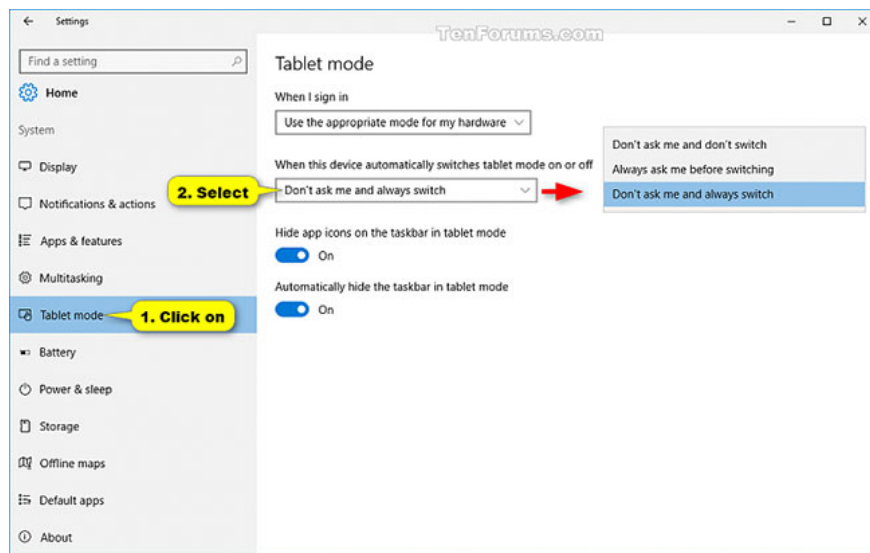 Settings
TenForums.com
Find a setting
Home
System
Display
Notifications & actions
Apps & features
Multitasking
Tablet mode
1. Click on
Battery
Power & sleep
Storage
Offline maps
Default apps
About
Tablet mode
When I sign in
Use the appropriate mode for my hardware
When this device automatically switches tablet mode on or off
2. Select
Don't ask me and always switch
Don't ask me and don't switch
Always ask me before switching
Don't ask me and always switch
Hide app icons on the taskbar in tablet mode
On
Automatically hide the taskbar in tablet mode
On